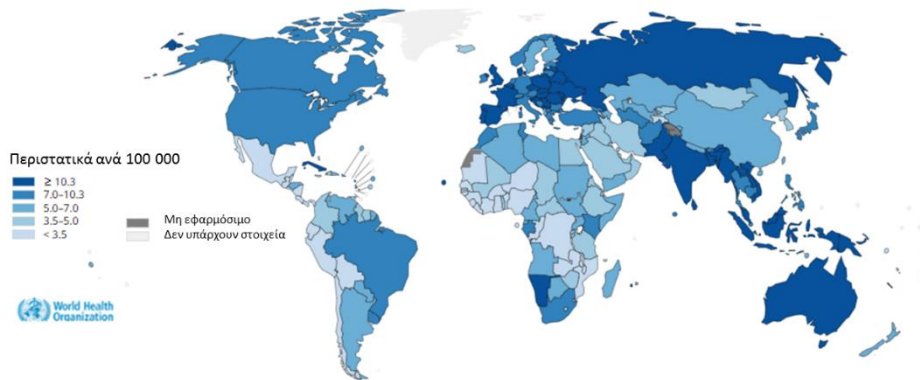 Περιστατικά ανά 100 000
≥ 10.3
7.0–10.3
5.0–7.0
3.5–5.0
< 3.5
Μη εφαρμόσιμο
Δεν υπάρχουν στοιχεία
World Health
Organization